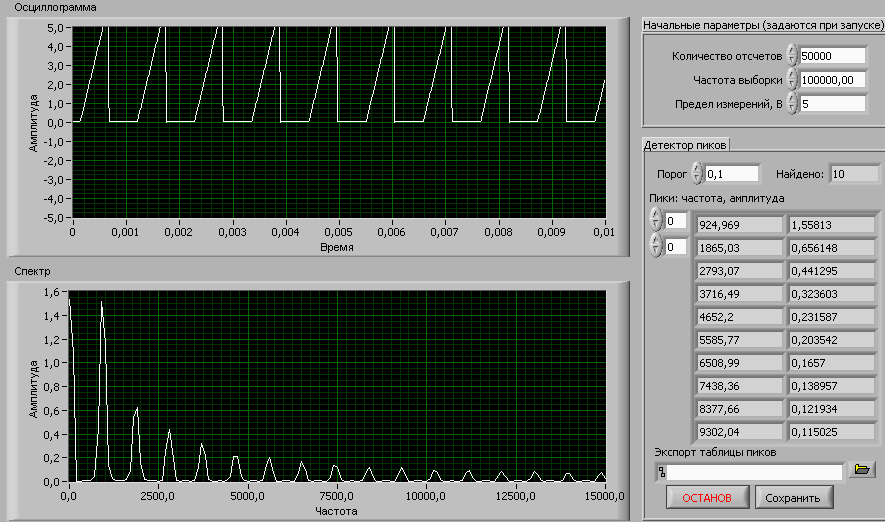 Осциллограмма
5,0
4,0
3,0
2,0
1,0
0,0
-1,0
-2,0
-3,0
-4,0
-5,0
Амплитуда
0 0,001 0,002 0,003 0,004 0,005 0,006 0,007 0,008 0,009 0,01
Время
Спектр
1,6
1,4
1,2
1,0
0,8
0,6
0,4
0,2
0,0
Амплитуда
0,0 2500,0 5000,0 7500,0 10000,0 12500,0 15000,0
Частота
Начальные параметры (задаются при запуске)
Количество отсчетов 50000
Частота выборки 100000,00
Предел измерений, В 5
Детектор пиков
Порог 0,1 Найдено: 10
Пики: частота, амплитуда
0 924,969 1,55813
0 1865,03 0,656148
2793,07 0,441295
3716,49 0,323603
4652,2 0,231587
5585,77 0,203542
6508,99 0,1657
7438,36 0,138957
8377,66 0,121934
9302,04 0,115025
Экспорт таблицы пиков
ОСТАНОВ Сохранить